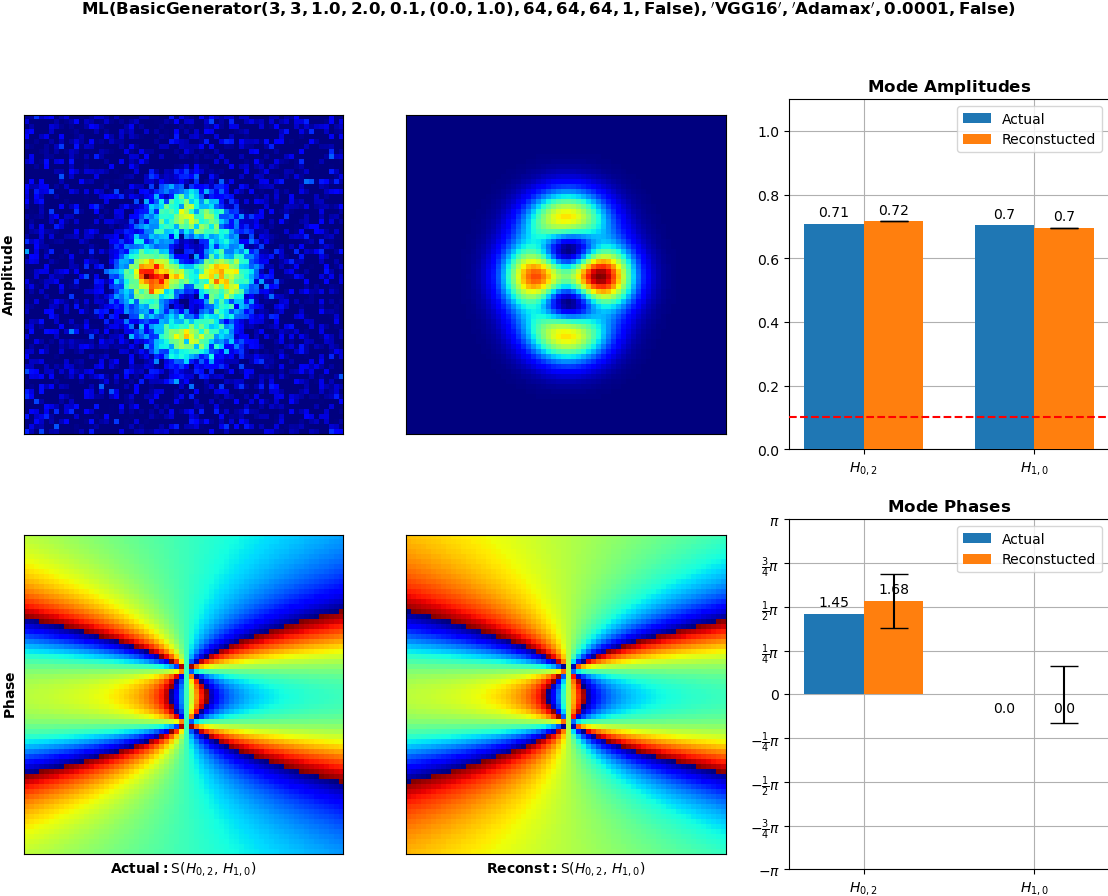 ML(BasicGenerator(3, 3, 1.0, 2.0, 0.1, (0.0, 1.0), 64, 64, 64, 1, False), 'VGG16', 'Adamax', 0.0001, False)
Amplitude
Mode Amplitudes
Actual
Reconstucted
1.0
0.8
0.6
0.4
0.2
0.0
0.71
0.72
0.7
0.7
H0, 2
H1, 0
Phase
Actual: S(H0, 2, H1, 0)
Reconst: S(H0, 2, H1, 0)
Mode Phases
Actual
Reconstucted
π
3/4π
1/2π
1/4π
0
−1/4π
−1/2π
−3/4π
−π
1.45
1.68
0.0
0.0
H0, 2
H1, 0